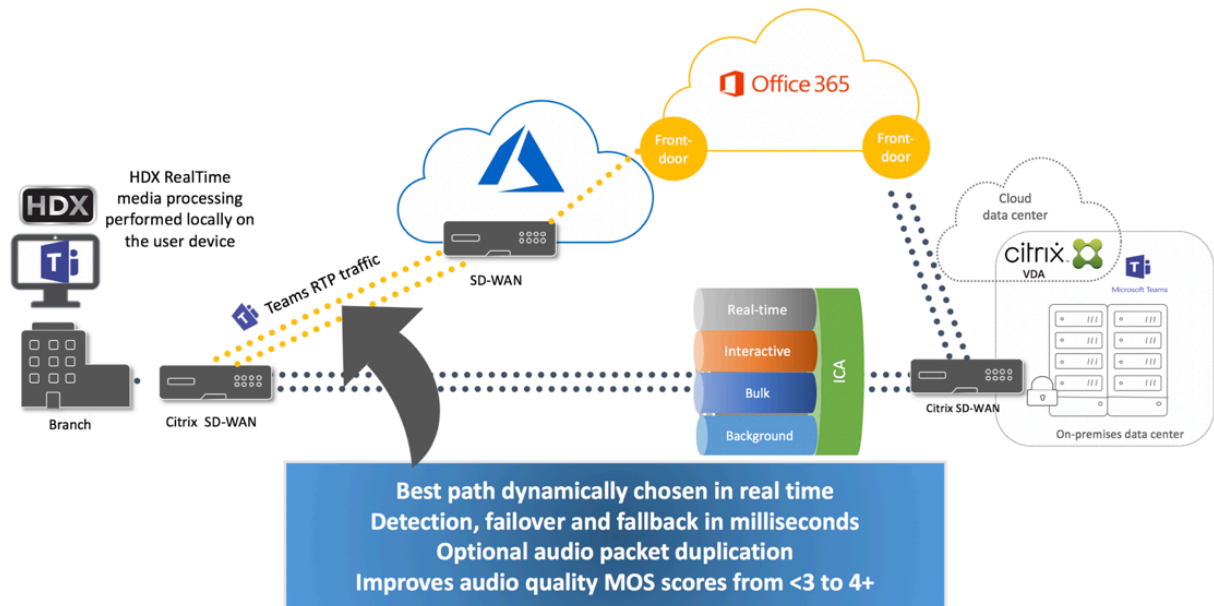 Office 365
Front-
door
Front-
door
HDX
HDX RealTime
media processing
performed locally on
the user device
T
Cloud
data center
citrix
VDA
T
Microsoft Teams
SD-WAN
T
Teams RTP traffic
Real-time
Interactive
Bulk
Background
ICA
Branch
Citrix SD-WAN
Citrix SD-WAN
On-premises data center
Best path dynamically chosen in real time
Detection, failover and fallback in milliseconds
Optional audio packet duplication
Improves audio quality MOS scores from <3 to 4+